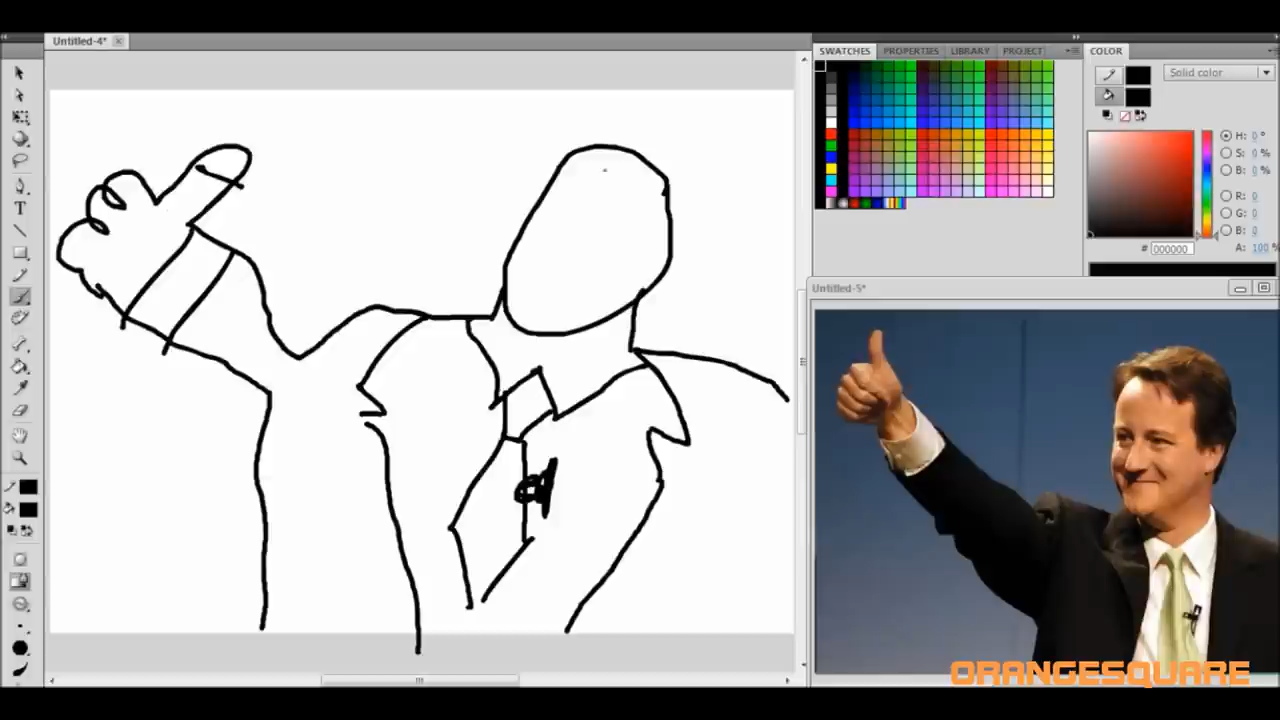 Untitled-4*
SWATCHES PROPERTIES LIBRARY PROJECT
COLOR
Solid color
H: 0 °
S: 0 %
B: 0 %
R: 0
G: 0
B: 0
# 000000
A: 100 %
Untitled-5*
T
ORANGESQUARE